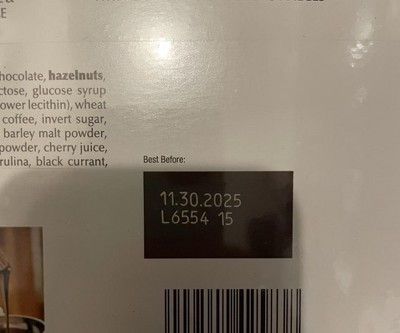 E
hocolate, hazelnuts,
ctose, glucose syrup
ower lecithin), wheat
coffee, invert sugar,
barley malt powder,
powder, cherry juice,
rulina, black currant,
Best Before:
11.30.2025
L6554 15